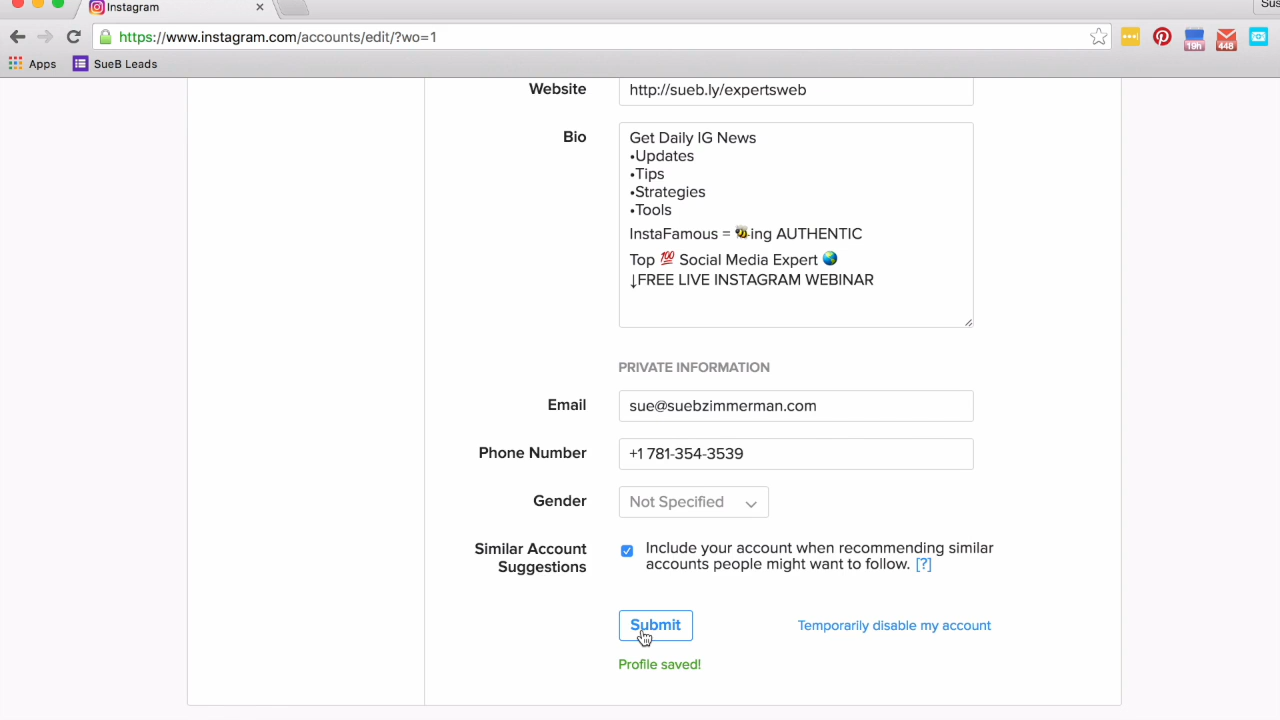 Instagram
Sus
https://www.instagram.com/accounts/edit/?wo=1
19h
448
Apps
SueB Leads
Website
http://sueb.ly/expertsweb
Bio
Get Daily IG News
•Updates
•Tips
•Strategies
•Tools
InstaFamous = 🐝ing AUTHENTIC
Top 💯 Social Media Expert 🌎
↓FREE LIVE INSTAGRAM WEBINAR
PRIVATE INFORMATION
Email
sue@suebzimmerman.com
Phone Number
+1 781-354-3539
Gender
Not Specified
Similar Account
Suggestions
Include your account when recommending similar
accounts people might want to follow. [?]
Submit
Temporarily disable my account
Profile saved!